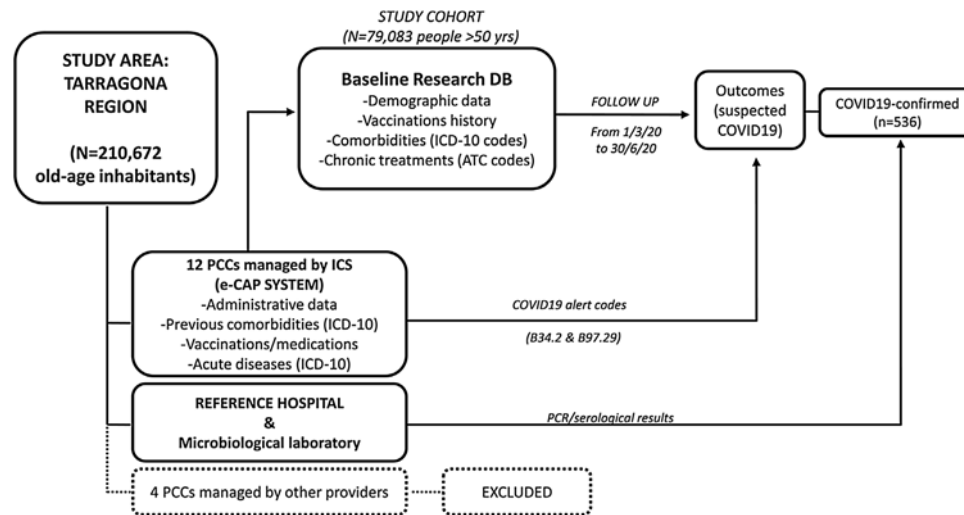 STUDY COHORT
(N=79,083 people >50 yrs)
STUDY AREA:
TARRAGONA
REGION
(N=210,672
old-age inhabitants)
Baseline Research DB
-Demographic data
-Vaccinations history
-Comorbidities (ICD-10 codes)
-Chronic treatments (ATC codes)
FOLLOW UP
From 1/3/20
to 30/6/20
Outcomes
(suspected
COVID19)
COVID19-confirmed
(n=536)
12 PCCs managed by ICS
(e-CAP SYSTEM)
-Administrative data
-Previous comorbidities (ICD-10)
-Vaccinations/medications
-Acute diseases (ICD-10)
COVID19 alert codes
(B34.2 & B97.29)
REFERENCE HOSPITAL
&
Microbiological laboratory
PCR/serological results
4 PCCs managed by other providers
EXCLUDED